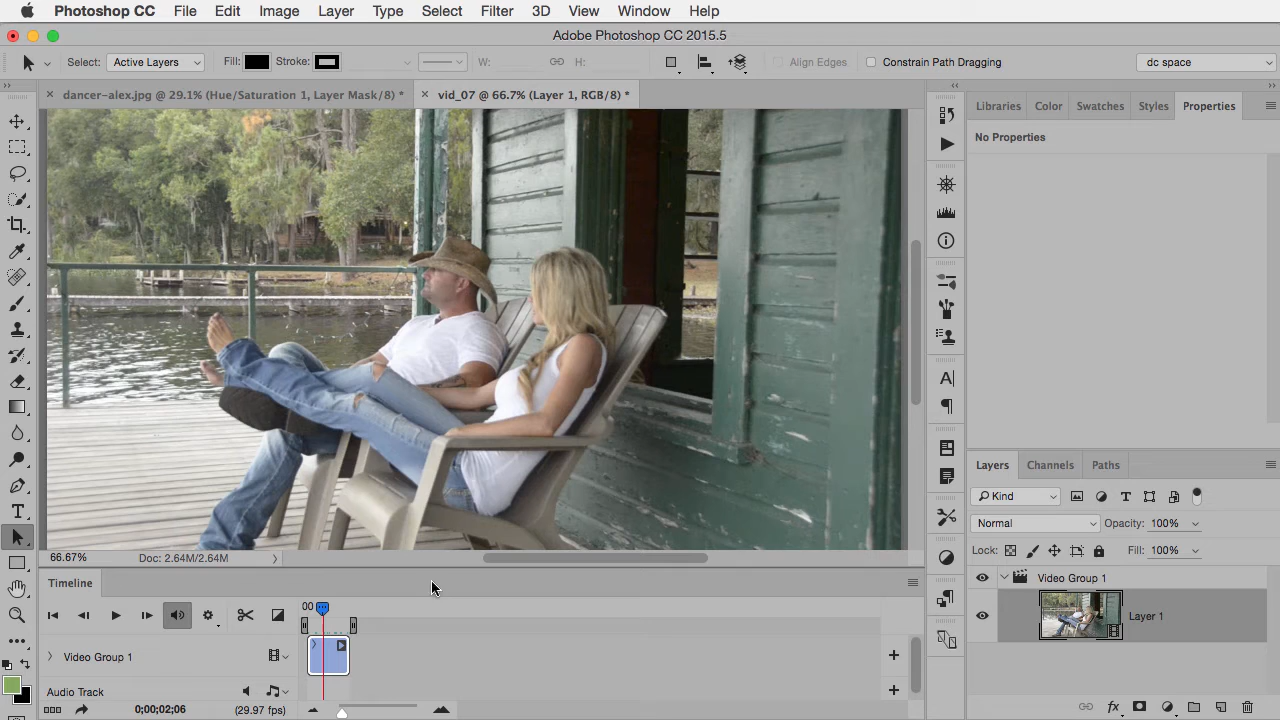 Photoshop CC File Edit Image Layer Type Select Filter 3D View Window Help
Adobe Photoshop CC 2015.5
Select: Active Layers Fill: Stroke: W: H: Align Edges Constrain Path Dragging dc space
dancer-alex.jpg @ 29.1% (Hue/Saturation 1, Layer Mask/8) * vid_07 @ 66.7% (Layer 1, RGB/8) *
Libraries Color Swatches Styles Properties
No Properties
Layers Channels Paths
Kind
Normal Opacity: 100%
Lock: Fill: 100%
Video Group 1
Layer 1
66.67% Doc: 2.64M/2.64M
Timeline
00
Video Group 1
Audio Track
0;00;02;06 (29.97 fps)